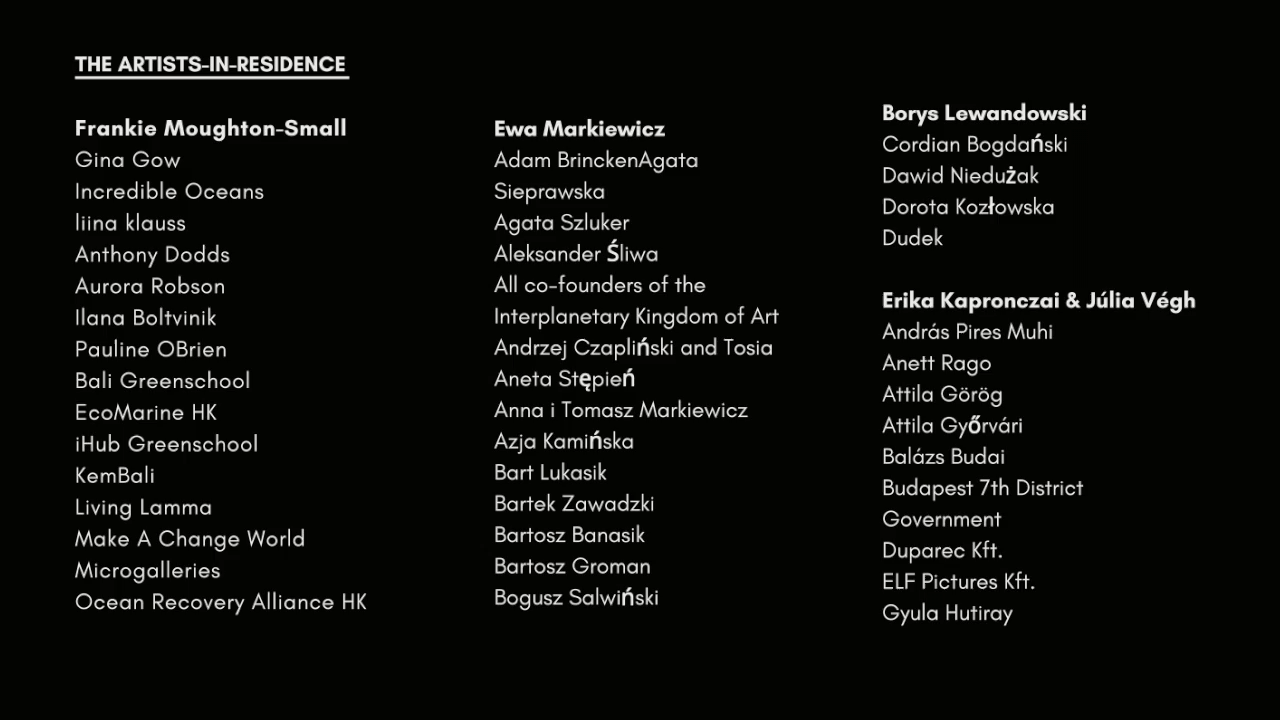 THE ARTISTS-IN-RESIDENCE
Frankie Moughton-Small
Gina Gow
Incredible Oceans
liina klauss
Anthony Dodds
Aurora Robson
Ilana Boltvinik
Pauline OBrien
Bali Greenschool
EcoMarine HK
iHub Greenschool
KemBali
Living Lamma
Make A Change World
Microgalleries
Ocean Recovery Alliance HK
Ewa Markiewicz
Adam BrinckenAgata
Sieprawska
Agata Szluker
Aleksander Śliwa
All co-founders of the
Interplanetary Kingdom of Art
Andrzej Czapliński and Tosia
Aneta Stępień
Anna i Tomasz Markiewicz
Azja Kamińska
Bart Lukasik
Bartek Zawadzki
Bartosz Banasik
Bartosz Groman
Bogusz Salwiński
Borys Lewandowski
Cordian Bogdański
Dawid Niedużak
Dorota Kozłowska
Dudek
Erika Kapronczai & Júlia Végh
András Pires Muhi
Anett Rago
Attila Görög
Attila Győrvári
Balázs Budai
Budapest 7th District
Government
Duparec Kft.
ELF Pictures Kft.
Gyula Hutiray